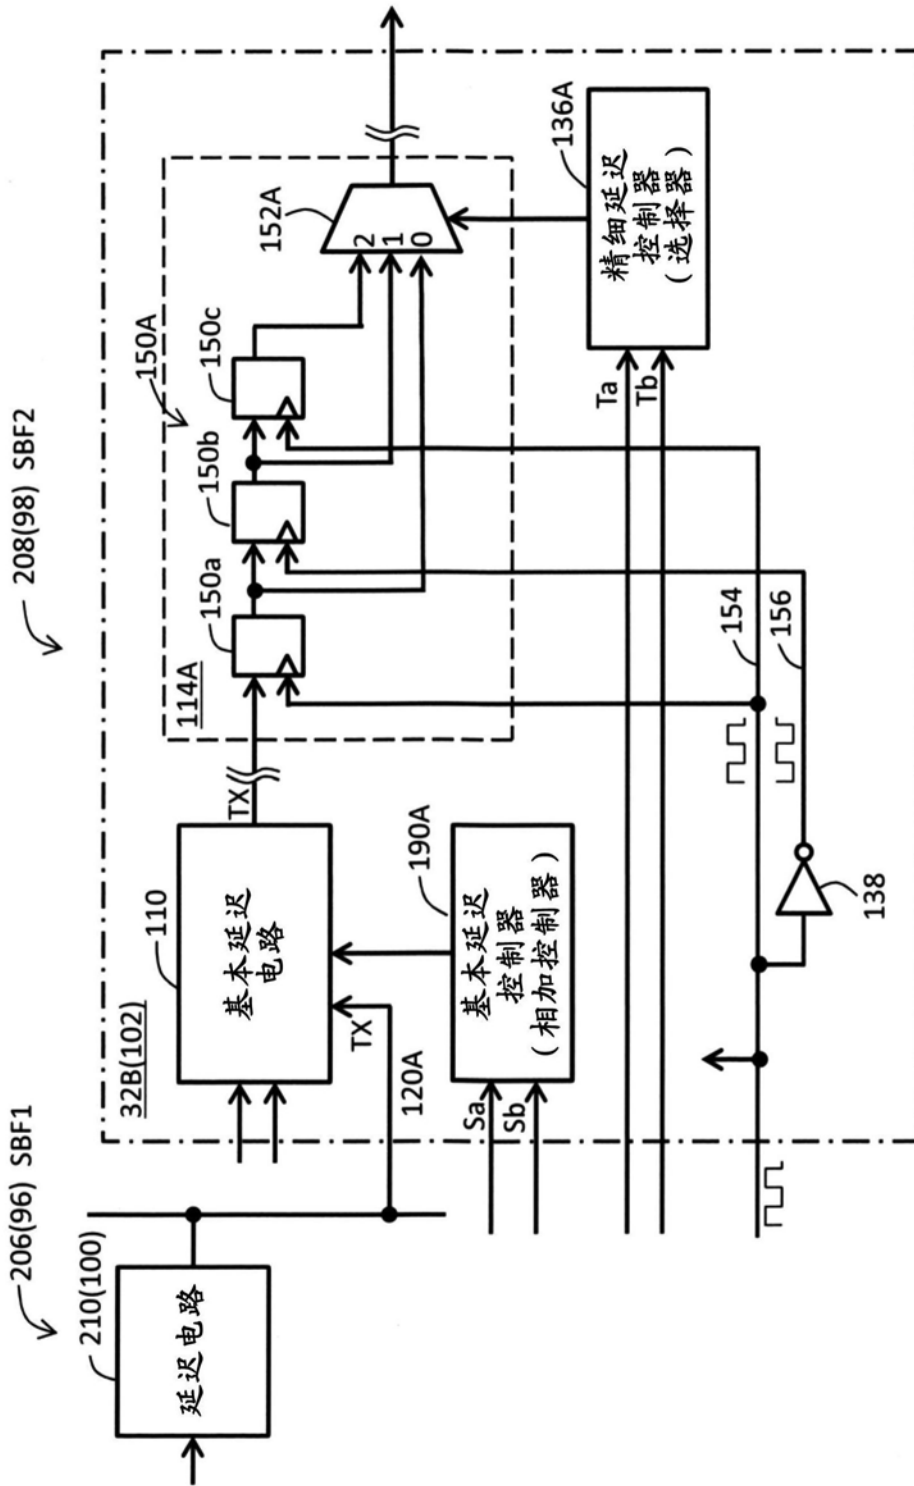 208(98) SBF2
206(96) SBF1
210(100)
延迟电路
32B(102)
110
基本延迟
电路
TX
TX
120A
190A
基本延迟
控制器
(相加控制器)
Sa
Sb
114A
150A
150a
150b
150c
152A
2
1
0
136A
精细延迟
控制器
(选择器)
Ta
Tb
154
156
138